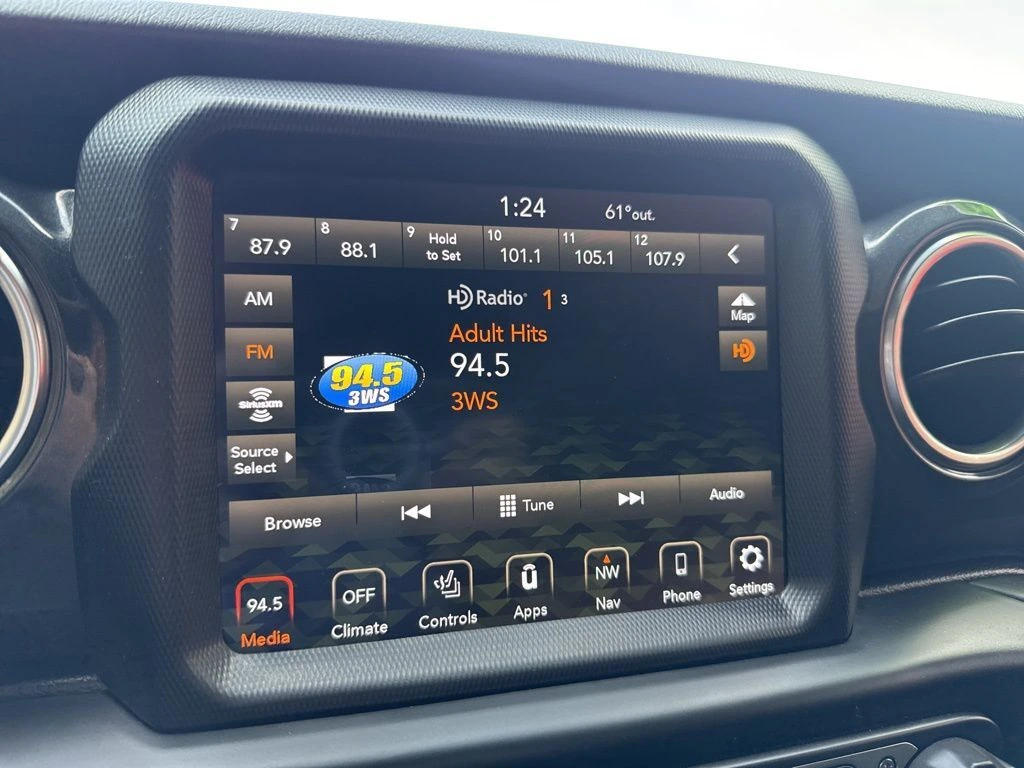 1:24 61°out.
7 87.9 8 88.1 9 Hold to Set 10 101.1 11 105.1 12 107.9
AM
HD Radio 1 3
Map
Adult Hits
FM
94.5
HD
94.5
3WS
3WS
SiriusXM
Source
Select
Browse Tune Audio
94.5 OFF NW
Media Climate Controls Apps Nav Phone Settings